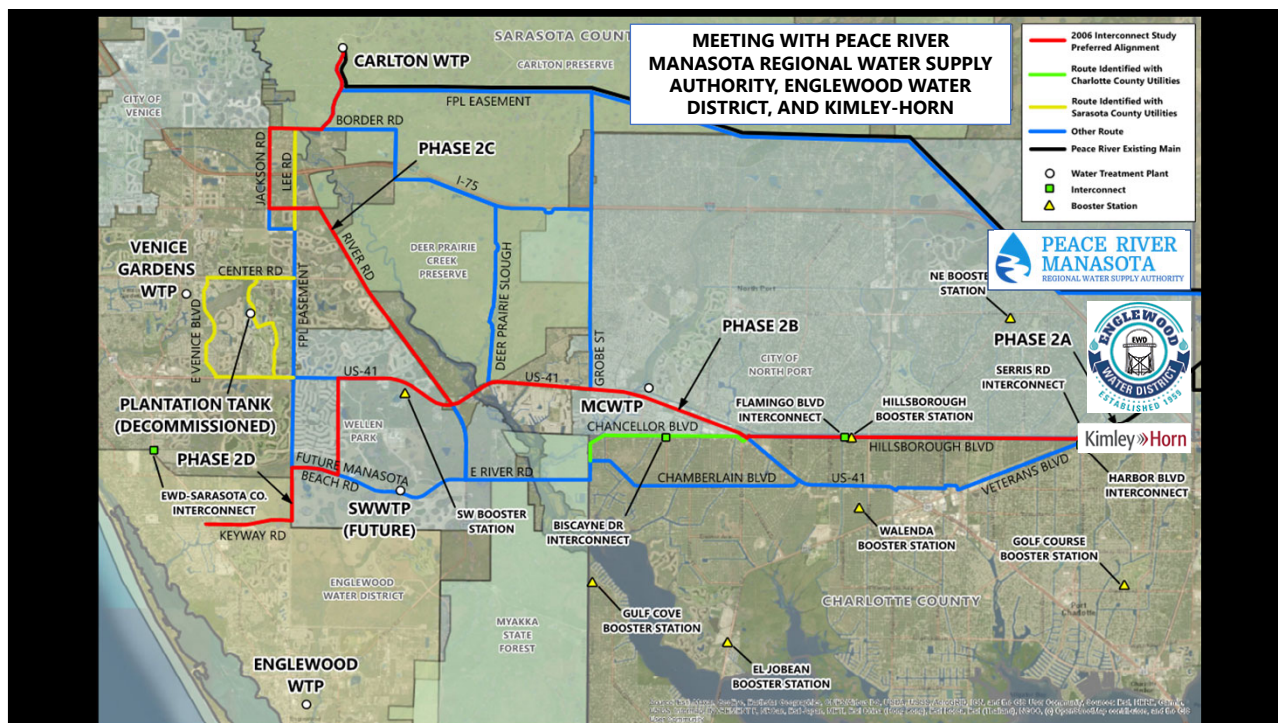 MEETING WITH PEACE RIVER
MANASOTA REGIONAL WATER SUPPLY
AUTHORITY, ENGLEWOOD WATER
DISTRICT, AND KIMLEY-HORN
2006 Interconnect Study
Preferred Alignment
Route Identified with
Charlotte County Utilities
Route Identified with
Sarasota County Utilities
Other Route
Peace River Existing Main
Water Treatment Plant
Interconnect
Booster Station
SARASOTA COUNTY
CARLTON PRESERVE
CARLTON WTP
CITY OF
VENICE
FPL EASEMENT
BORDER RD
JACKSON RD
LEE RD
PHASE 2C
I-75
RIVER RD
DEER PRAIRIE
CREEK
PRESERVE
DEER PRAIRIE SLOUGH
VENICE
GARDENS
WTP
CENTER RD
E VENICE BLVD
FPL EASEMENT
GROBE ST
North Port
PEACE RIVER
MANASOTA
REGIONAL WATER SUPPLY AUTHORITY
NE BOOSTER
STATION
ENGLEWOOD
EWD
WATER DISTRICT
ESTABLISHED 1959
PHASE 2B
PHASE 2A
CITY OF
NORTH PORT
SERRIS RD
INTERCONNECT
US-41
US-41
PLANTATION TANK
(DECOMMISSIONED)
WELLEN
PARK
MCWTP
FLAMINGO BLVD
INTERCONNECT
HILLSBOROUGH
BOOSTER STATION
CHANCELLOR BLVD
HILLSBOROUGH BLVD
Kimley»Horn
PHASE 2D
FUTURE MANASOTA
BEACH RD
E RIVER RD
CHAMBERLAIN BLVD
US-41
VETERANS BLVD
HARBOR BLVD
INTERCONNECT
EWD-SARASOTA CO.
INTERCONNECT
SWWTP
(FUTURE)
SW BOOSTER
STATION
BISCAYNE DR
INTERCONNECT
WALENDA
BOOSTER STATION
GOLF COURSE
BOOSTER STATION
KEYWAY RD
ENGLEWOOD
WATER DISTRICT
MYAKKA
STATE
FOREST
GULF COVE
BOOSTER STATION
CHARLOTTE COUNTY
Port
Charlotte
EL JOBEAN
BOOSTER STATION
ENGLEWOOD
WTP